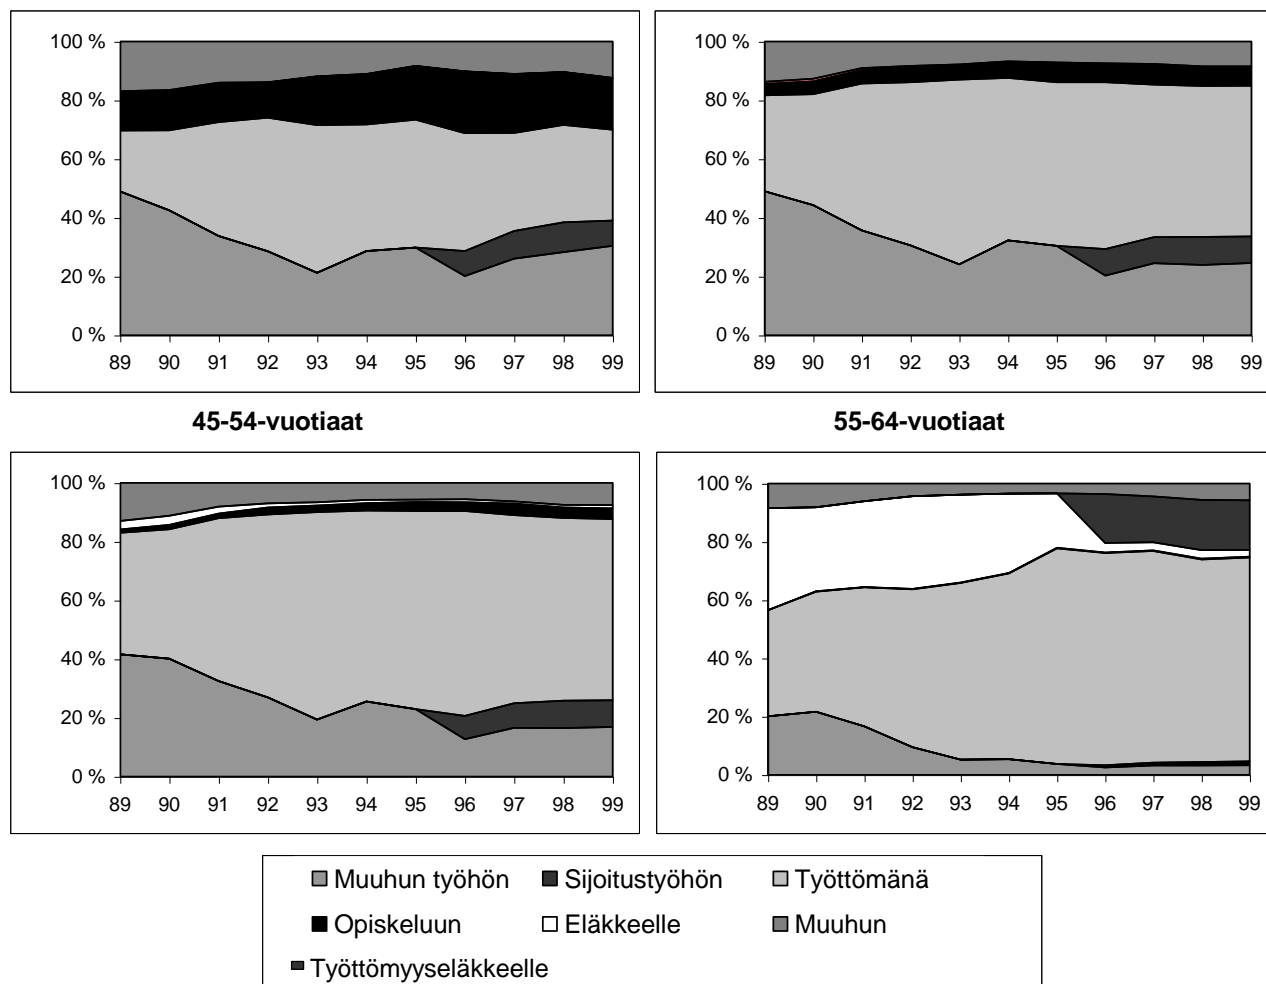 100 %
80 %
60 %
40 %
20 %
0 %
89 90 91 92 93 94 95 96 97 98 99
100 %
80 %
60 %
40 %
20 %
0 %
89 90 91 92 93 94 95 96 97 98 99
45-54-vuotiaat
100 %
80 %
60 %
40 %
20 %
0 %
89 90 91 92 93 94 95 96 97 98 99
55-64-vuotiaat
100 %
80 %
60 %
40 %
20 %
0 %
89 90 91 92 93 94 95 96 97 98 99
Muuhun työhön Sijoitustyöhön Työttömänä
Opiskeluun Eläkkeelle Muuhun
Työttömyyseläkkeelle